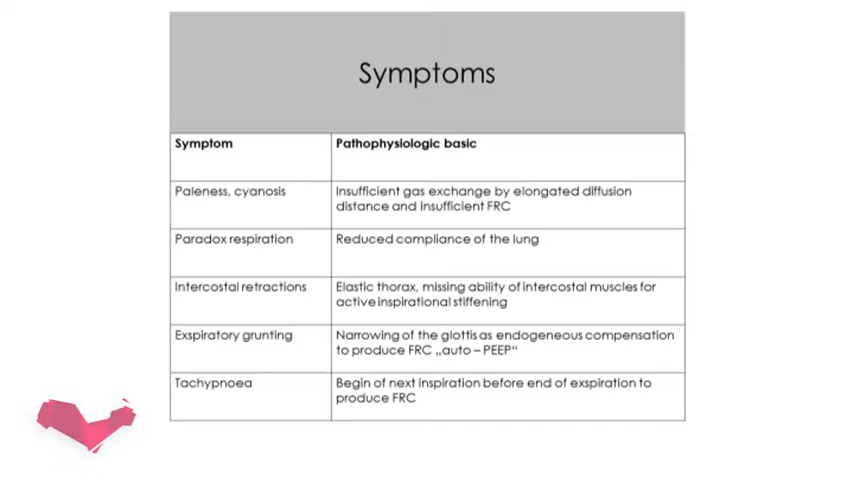 Symptoms
Symptom
Pathophysiologic basic
Paleness, cyanosis
Insufficient gas exchange by elongated diffusion
distance and insufficient FRC
Paradox respiration
Reduced compliance of the lung
Intercostal retractions
Elastic thorax, missing ability of intercostal muscles for
active inspirational stiffening
Exspiratory grunting
Narrowing of the glottis as endogeneous compensation
to produce FRC „auto – PEEP“
Tachypnoea
Begin of next inspiration before end of exspiration to
produce FRC